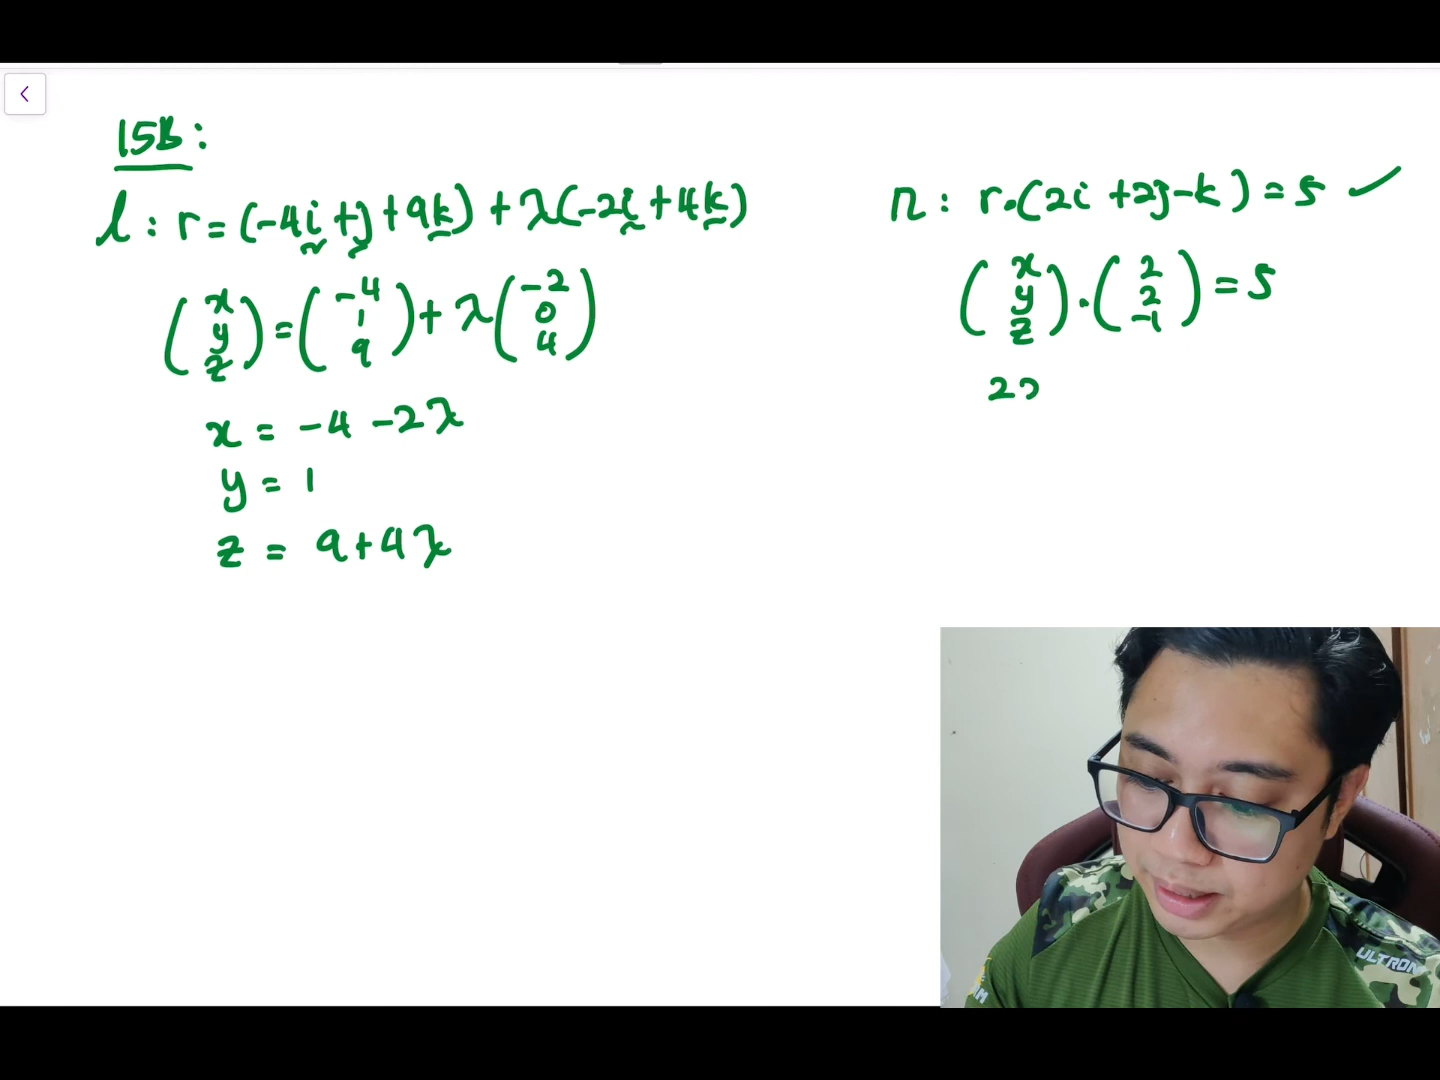 15B:
l : r = (-4i + j + 9k) + λ(-2i + 4k)
(x y z) = (-4 1 9) + λ(-2 0 4)
x = -4 -2λ
y = 1
z = 9+4λ
π : r.(2i + 2j - k) = 5 ✓
(x y z) . (2 2 -1) = 5
ULTRON